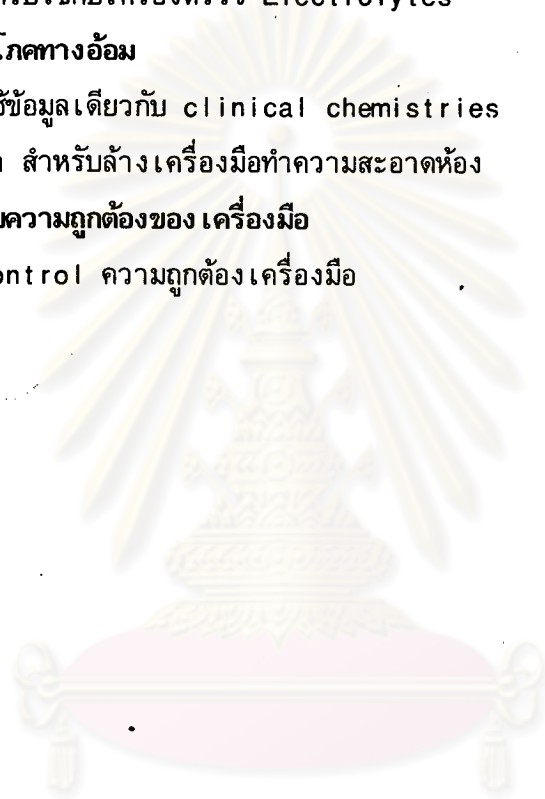 Electrolytes
โภคทางอ้อม
ข้อมูลเดียวกับ clinical chemistries
สำหรับล้างเครื่องมือทำความสะอาดห้อง
ความถูกต้องของเครื่องมือ
ontrol ความถูกต้องเครื่องมือ